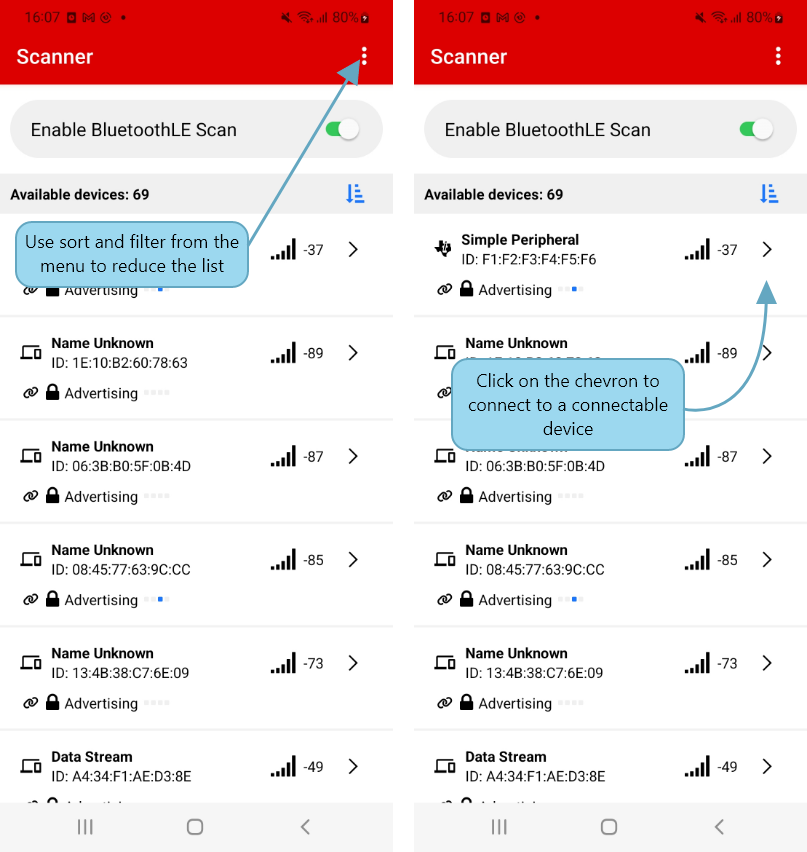 16:07
80%
Scanner
Enable BluetoothLE Scan
Available devices: 69
Use sort and filter from the
menu to reduce the list
-37
Advertising
Name Unknown
ID: 1E:10:B2:60:78:63
-89
Advertising
Name Unknown
ID: 06:3B:B0:5F:0B:4D
-87
Advertising
Name Unknown
ID: 08:45:77:63:9C:CC
-85
Advertising
Name Unknown
ID: 13:4B:38:C7:6E:09
-73
Advertising
Data Stream
ID: A4:34:F1:AE:D3:8E
-49
16:07
80%
Scanner
Enable BluetoothLE Scan
Available devices: 69
Simple Peripheral
ID: F1:F2:F3:F4:F5:F6
-37
Advertising
Name Unknown
-89
Click on the chevron to
connect to a connectable
device
ID: 06:3B:B0:5F:0B:4D
-87
Advertising
Name Unknown
ID: 08:45:77:63:9C:CC
-85
Advertising
Name Unknown
ID: 13:4B:38:C7:6E:09
-73
Advertising
Data Stream
ID: A4:34:F1:AE:D3:8E
-49